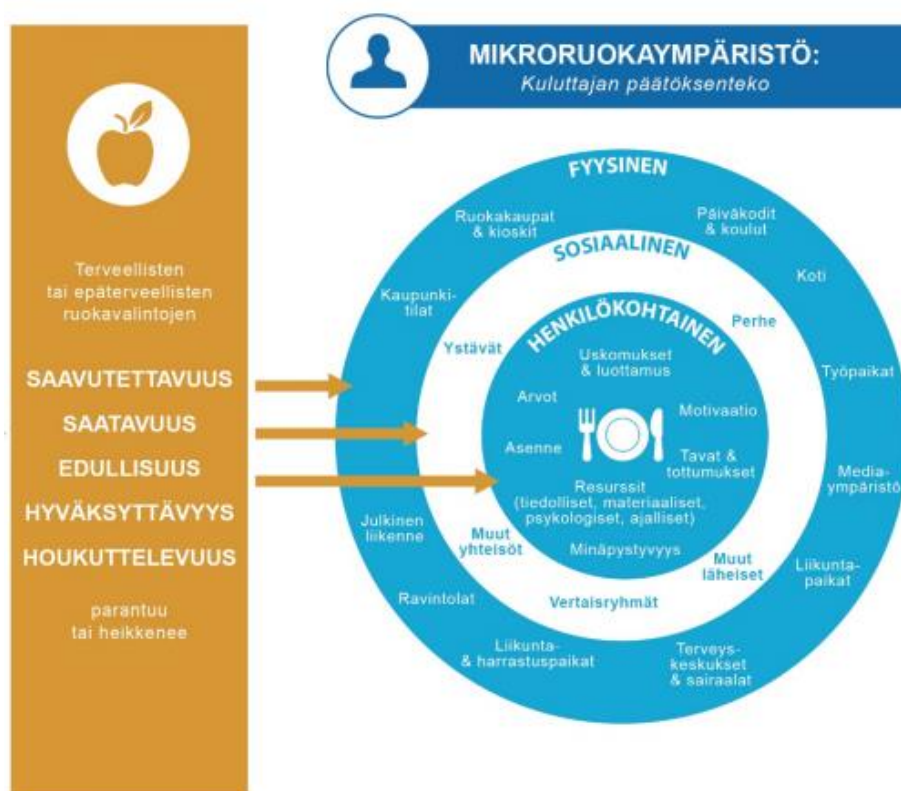 Terveellisten
tai epäterveellisten
ruokavalintojen
SAAVUTETTAVUUS
SAATAVUUS
EDULLISUUS
HYVÄKSYTTÄVYYS
HOUKUTTELEVUUS
parantuu
tai heikkenee
MIKRORUOKAYMPÄRISTÖ:
Kuluttajan päätöksenteko
FYYSINEN
Ruokakaupat
& kioskit
Päiväkodit
& koulut
Koti
Kaupunki-
tilat
Työpaikat
Media-
ympäristö
Julkinen
liikenne
Liikunta-
paikat
Ravintolat
Liikunta-
& harrastuspaikat
Terveys-
keskukset
& sairaalat
SOSIAALINEN
Ystävät
Perhe
Muut
yhteisöt
Muut
läheiset
Vertaisryhmät
HENKILÖKOHTAINEN
Uskomukset
& luottamus
Arvot
Motivaatio
Asenne
Tavat &
tottumukset
Resurssit
(tiedolliset, materiaaliset,
psykologiset, ajalliset)
Minäpystyvyys